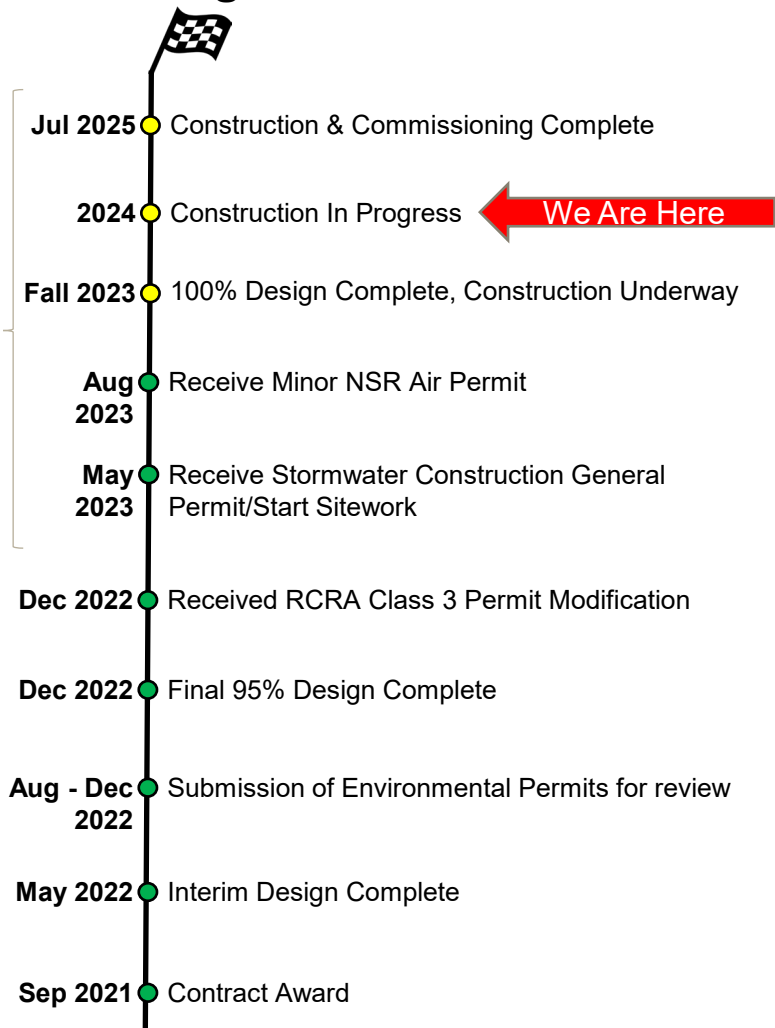 Jul 2025 Construction & Commissioning Complete
2024 Construction In Progress We Are Here
Fall 2023 100% Design Complete, Construction Underway
Aug 2023 Receive Minor NSR Air Permit
May 2023 Receive Stormwater Construction General
Permit/Start Sitework
Dec 2022 Received RCRA Class 3 Permit Modification
Dec 2022 Final 95% Design Complete
Aug - Dec 2022 Submission of Environmental Permits for review
May 2022 Interim Design Complete
Sep 2021 Contract Award